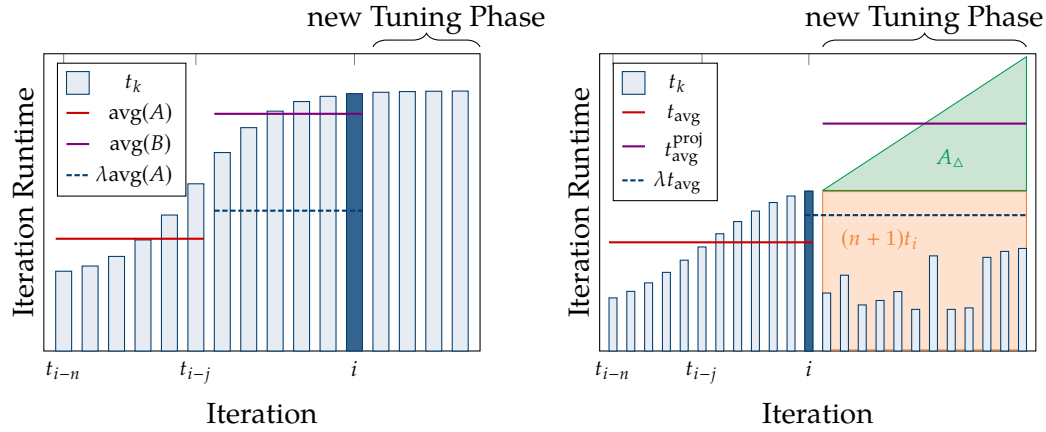 new Tuning Phase
t_k
avg(A)
avg(B)
λavg(A)
Iteration Runtime
t_{i−n}
t_{i−j}
i
Iteration
new Tuning Phase
t_k
t_avg
t_avg^proj
λt_avg
A_△
(n + 1)t_i
Iteration Runtime
t_{i−n}
t_{i−j}
i
Iteration